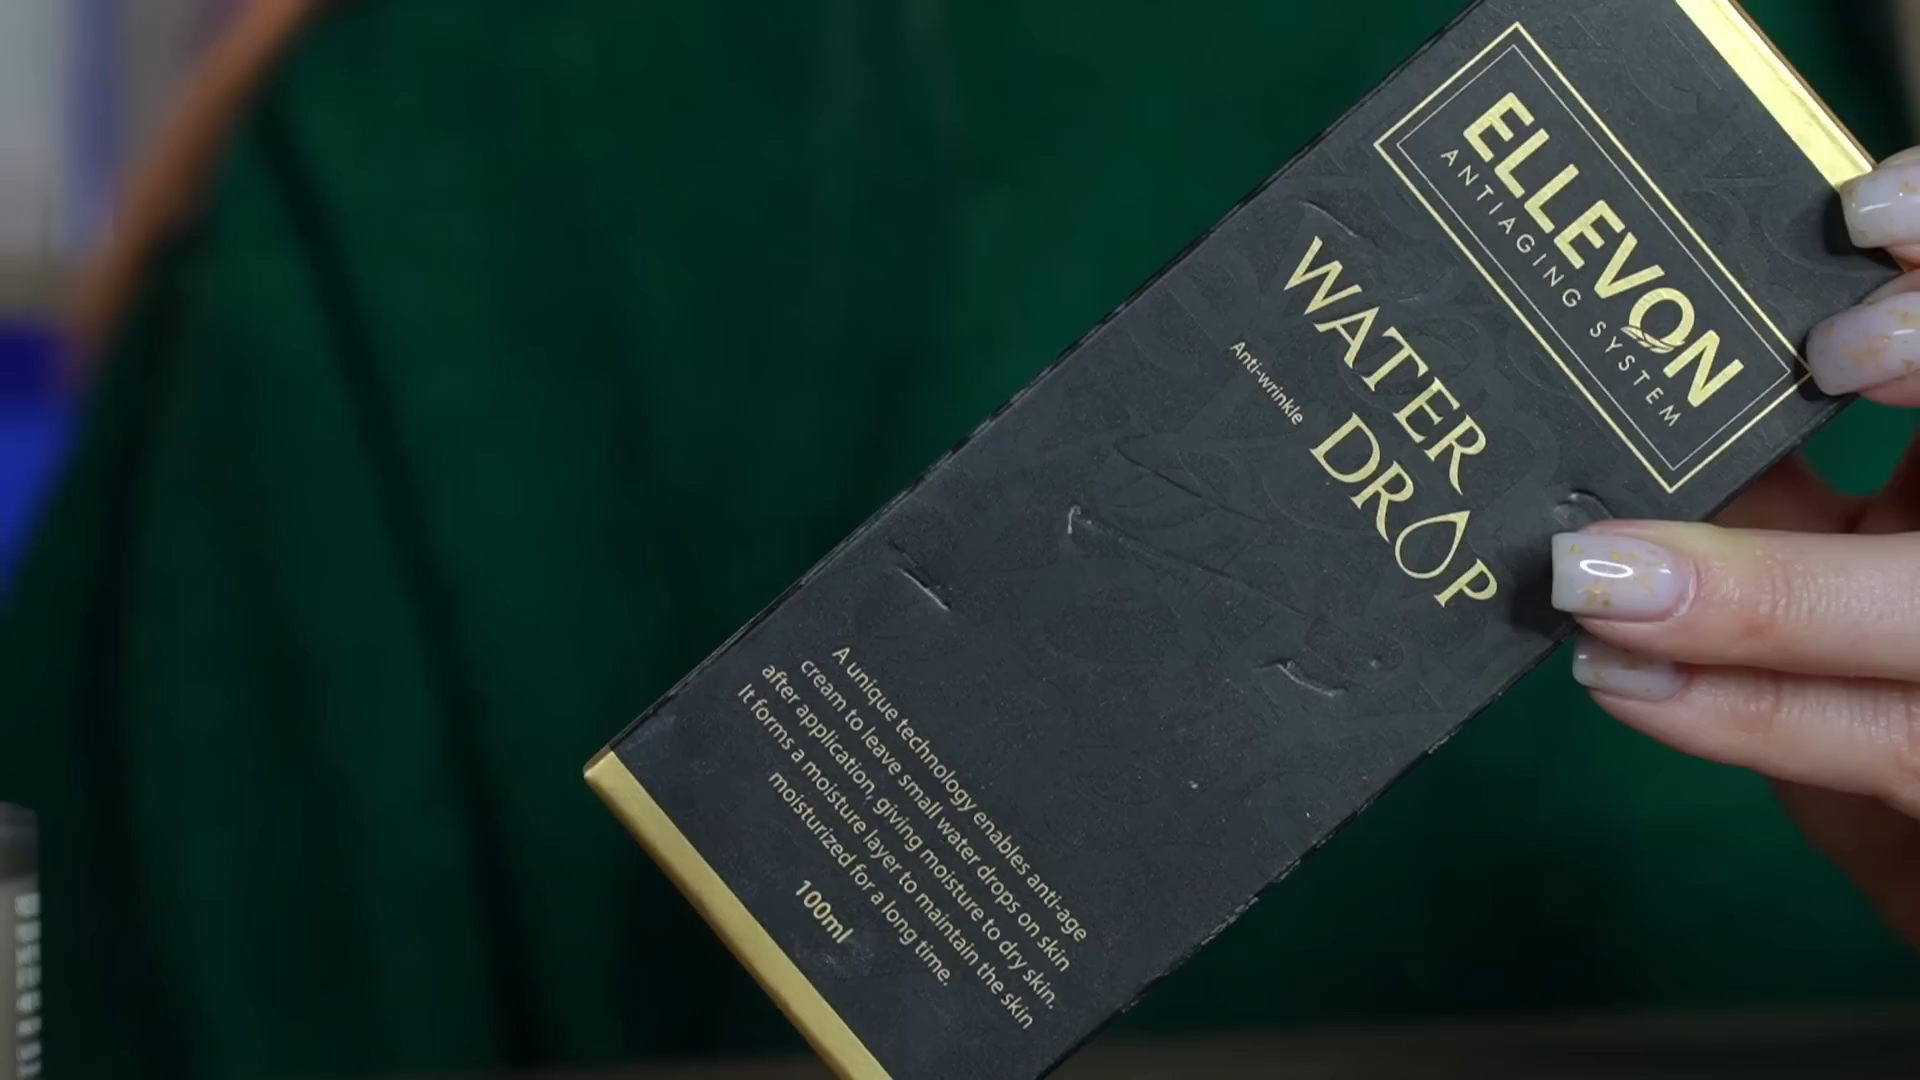 ELLEVON
ANTIAGING SYSTEM
WATER
Anti-wrinkle DROP
A unique technology enables anti-age
cream to leave small water drops on skin
after application, giving moisture to dry skin.
It forms a moisture layer to maintain the skin
moisturized for a long time.
100ml